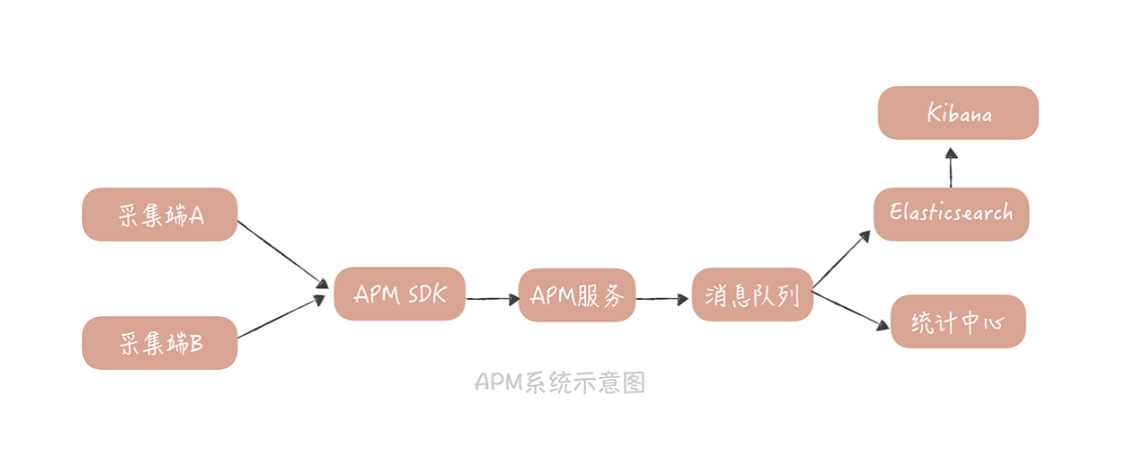 Kibana
采集端A
Elasticsearch
APM SDK
APM服务
消息队列
统计中心
采集端B
APM系统示意图